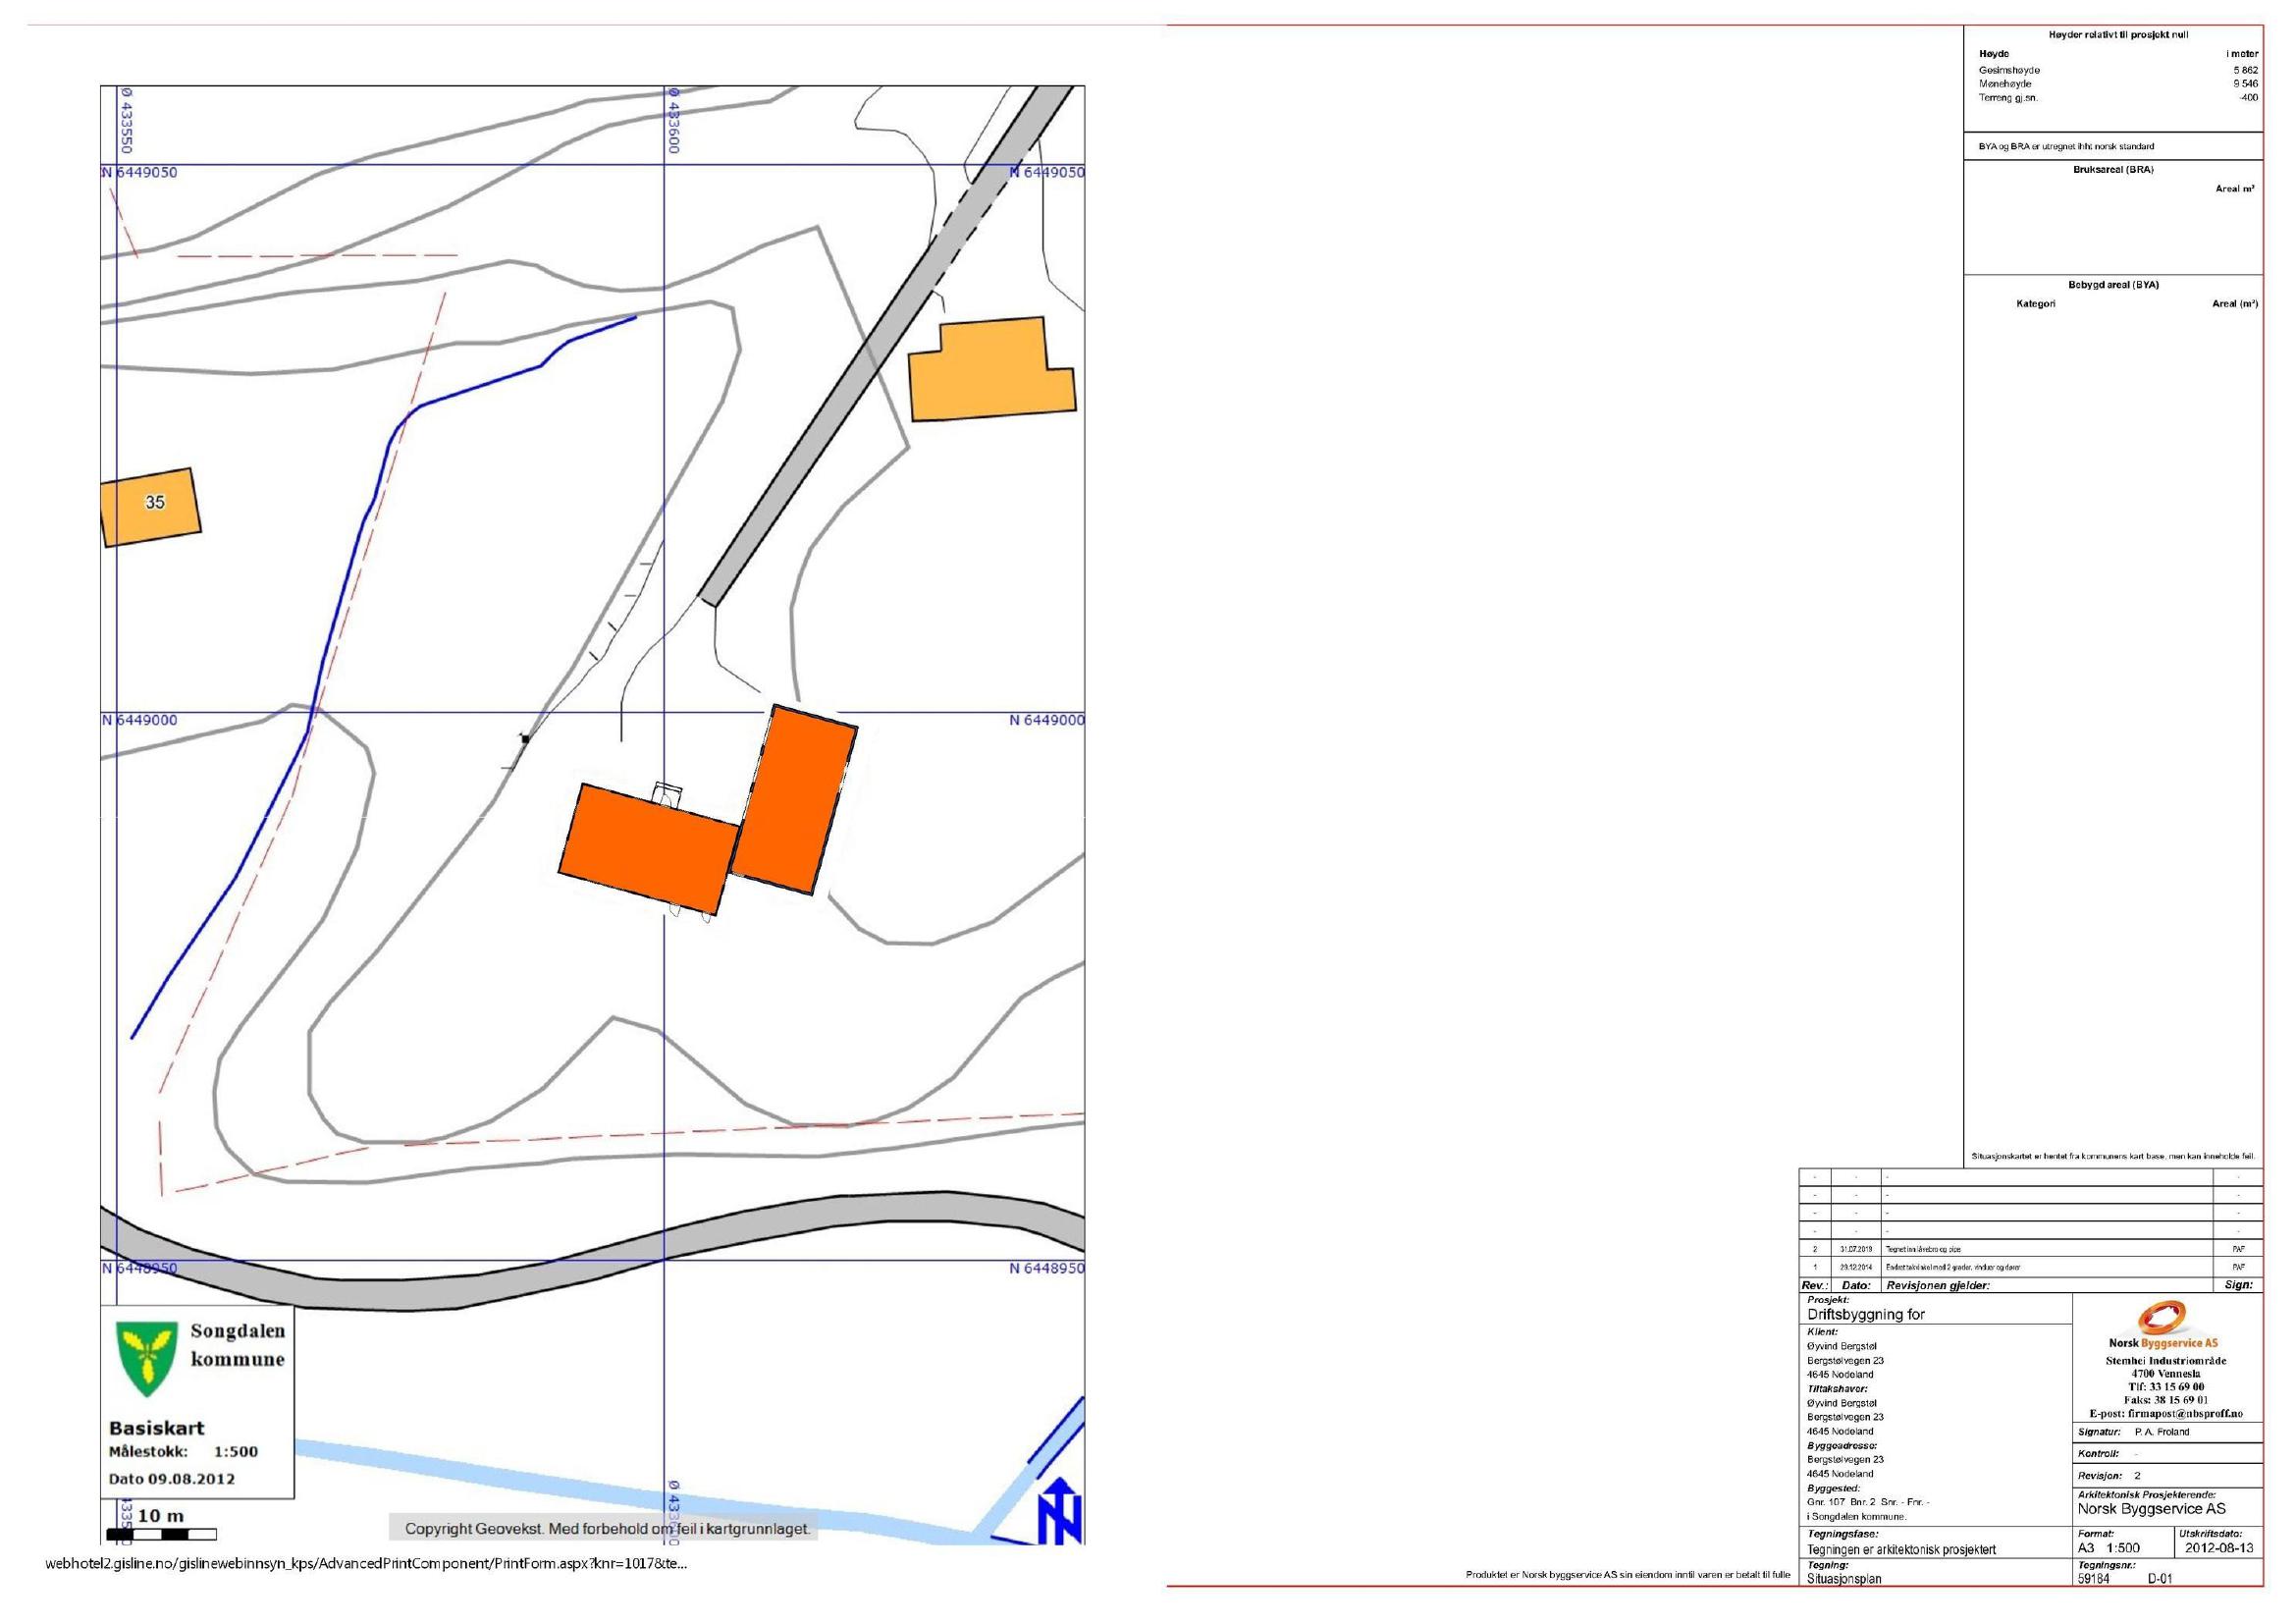 Ø 433550
Ø 433600
N 6449050
N 6449050
35
N 6449000
N 6449000
N 6448950
N 6448950
Songdalen
kommune
Basiskart
Målestokk: 1:500
Dato 09.08.2012
10 m
Copyright Geovekst. Med forbehold om feil i kartgrunnlaget.
N
webhotel2.gisline.no/gislinewebinnsyn_kps/AdvancedPrintComponent/PrintForm.aspx?knr=1017&te...
Høyder relativt til prosjekt null
Høyde i meter
Gesimshøyde 5 862
Mønehøyde 9 546
Terreng gj.sn. -400
BYA og BRA er utregnet ihht norsk standard
Bruksareal (BRA)
Areal m²
Bebygd areal (BYA)
Kategori Areal (m²)
Situasjonskartet er hentet fra kommunens kart base, men kan inneholde feil.
- - - -
- - - -
- - - -
- - - -
2 31.07.2019 Tegnet inn låvebro og pipe PAF
1 29.12.2014 Endret takvinkel med 2 grader, vinduer og dører PAF
Rev.: Dato: Revisjonen gjelder: Sign:
Prosjekt:
Driftsbyggning for
Klient:
Øyvind Bergstøl
Bergstølvegen 23
4645 Nodeland
Tiltakshaver:
Øyvind Bergstøl
Bergstølvegen 23
4645 Nodeland
Byggeadresse:
Bergstølvegen 23
4645 Nodeland
Byggested:
Gnr. 107 Bnr. 2 Snr. - Fnr. -
i Songdalen kommune.
Tegningsfase:
Tegningen er arkitektonisk prosjektert
Tegning:
Situasjonsplan
Norsk Byggservice AS
Stemhei Industriområde
4700 Vennesla
Tlf: 33 15 69 00
Faks: 38 15 69 01
E-post: firmapost@nbsproff.no
Signatur: P. A. Froland
Kontroll: -
Revisjon: 2
Arkitektonisk Prosjekterende:
Norsk Byggservice AS
Format: Utskriftsdato:
A3 1:500 2012-08-13
Tegningsnr.:
59184 D-01
Produktet er Norsk byggservice AS sin eiendom inntil varen er betalt til fulle